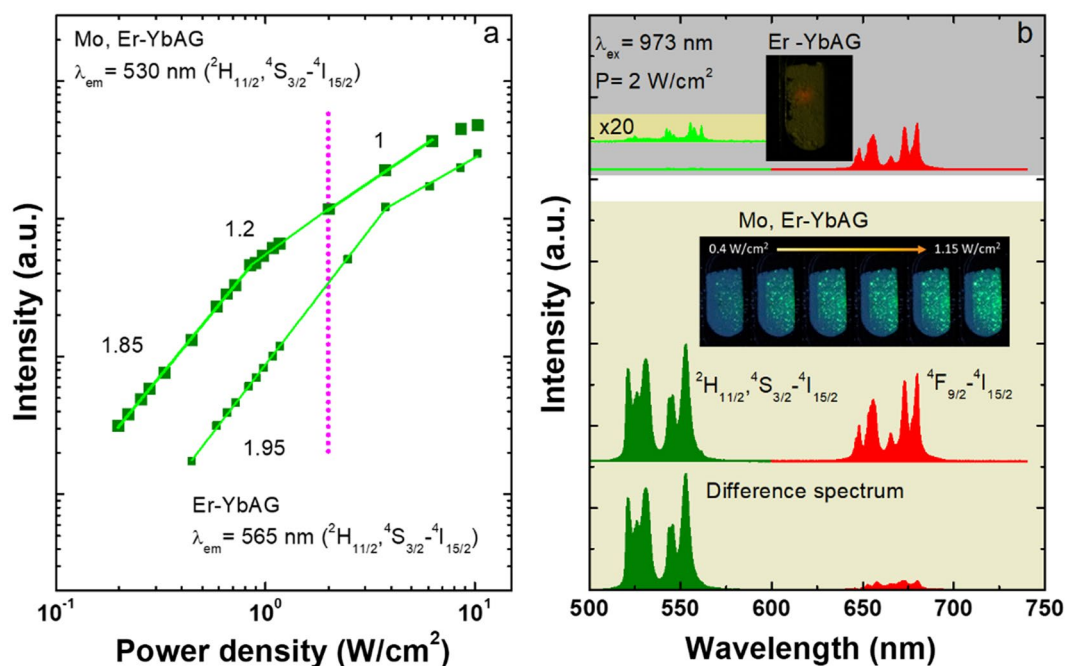 a
Mo, Er-YbAG
λem = 530 nm (²H₁₁/₂,⁴S₃/₂-⁴I₁₅/₂)
1
1.2
1.85
1.95
Er-YbAG
λem = 565 nm (²H₁₁/₂,⁴S₃/₂-⁴I₁₅/₂)
Intensity (a.u.)
10⁻¹ 10⁰ 10¹
Power density (W/cm²)
b
λex = 973 nm
Er -YbAG
P= 2 W/cm²
x20
Mo, Er-YbAG
0.4 W/cm² 1.15 W/cm²
²H₁₁/₂,⁴S₃/₂-⁴I₁₅/₂
⁴F₉/₂-⁴I₁₅/₂
Difference spectrum
Intensity (a.u.)
500 550 600 650 700 750
Wavelength (nm)